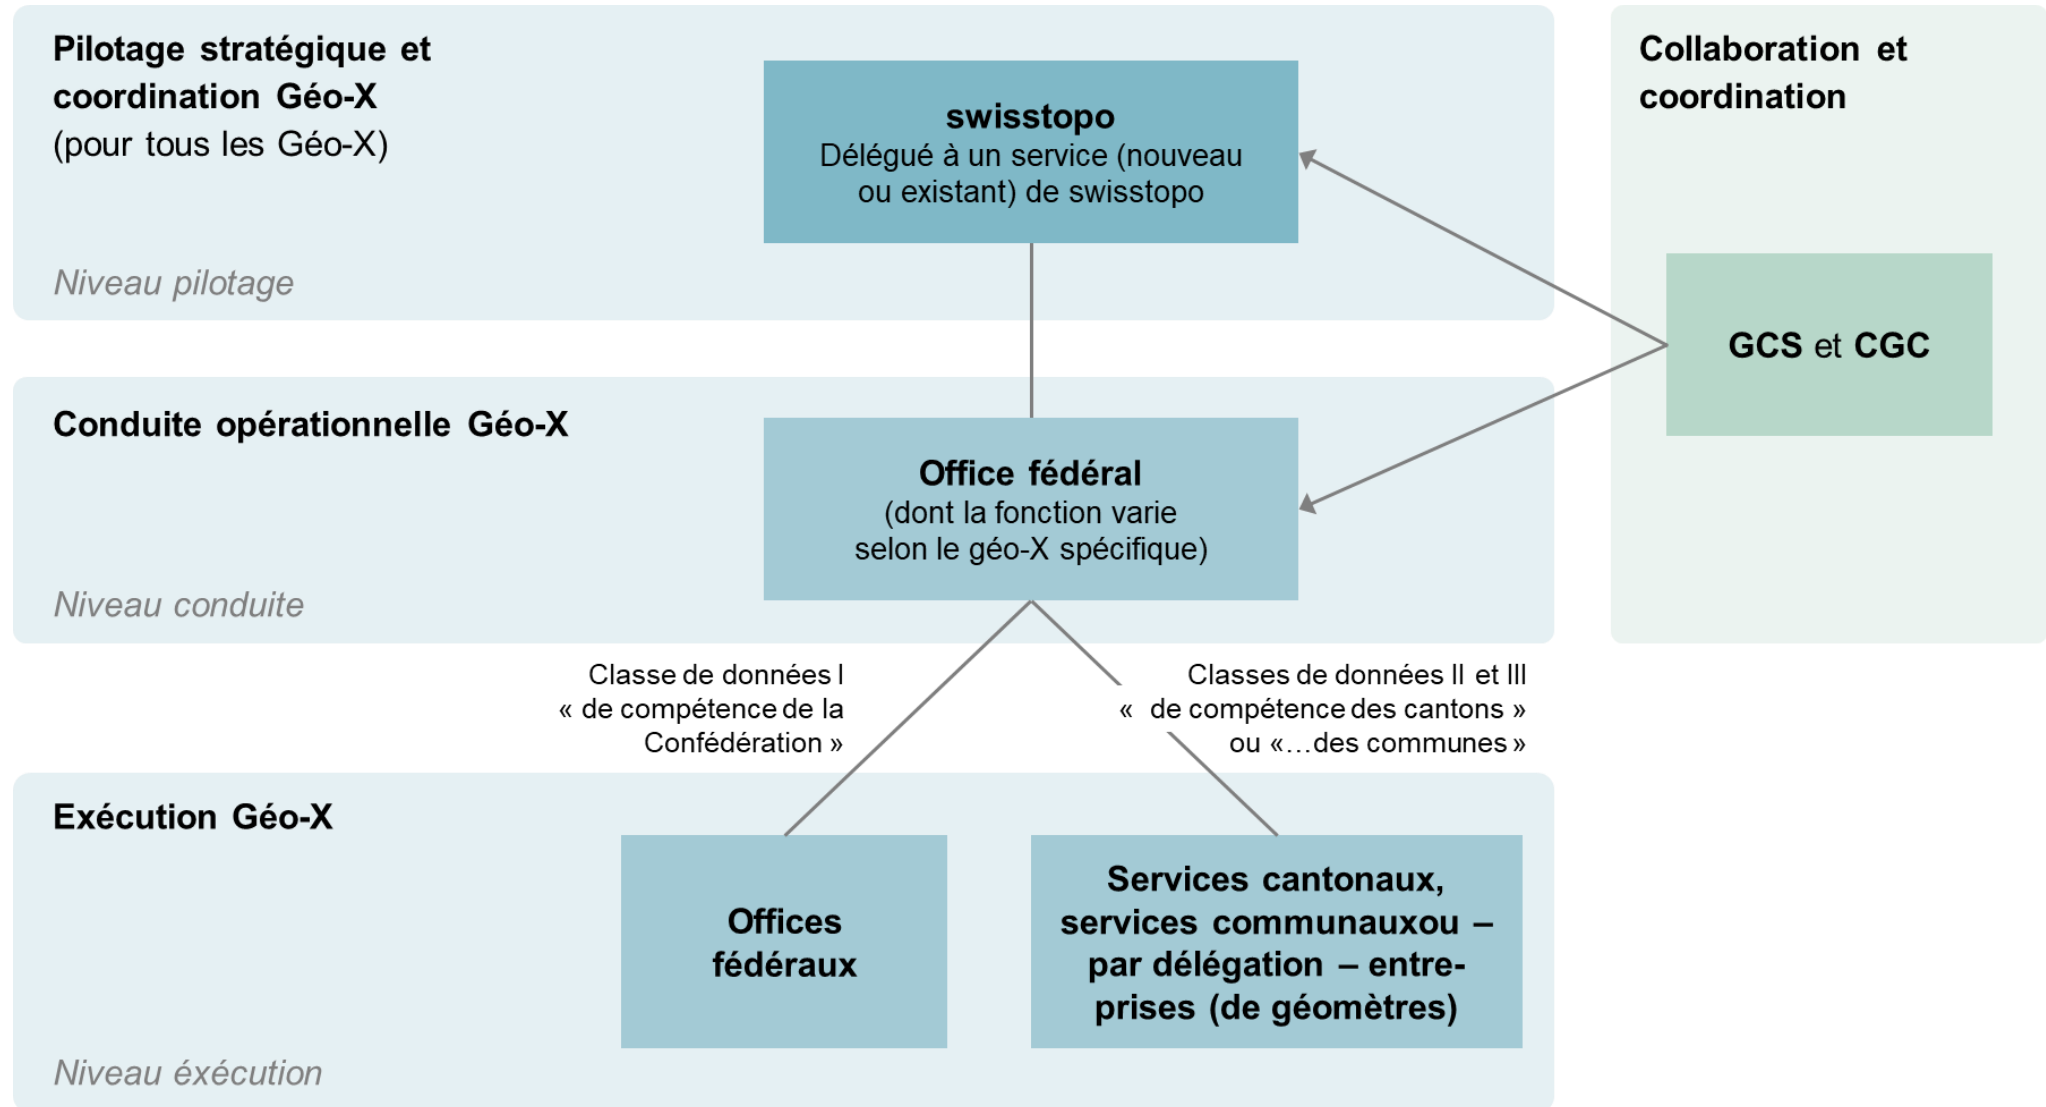 Pilotage stratégique et
coordination Géo-X
(pour tous les Géo-X)
Niveau pilotage
swisstopo
Délégué à un service (nouveau
ou existant) de swisstopo
Collaboration et
coordination
GCS et CGC
Conduite opérationnelle Géo-X
Niveau conduite
Office fédéral
(dont la fonction varie
selon le géo-X spécifique)
Classe de données I
« de compétence de la
Confédération »
Classes de données II et III
« de compétence des cantons »
ou «…des communes »
Exécution Géo-X
Niveau éxécution
Offices
fédéraux
Services cantonaux,
services communauxou –
par délégation – entre-
prises (de géomètres)